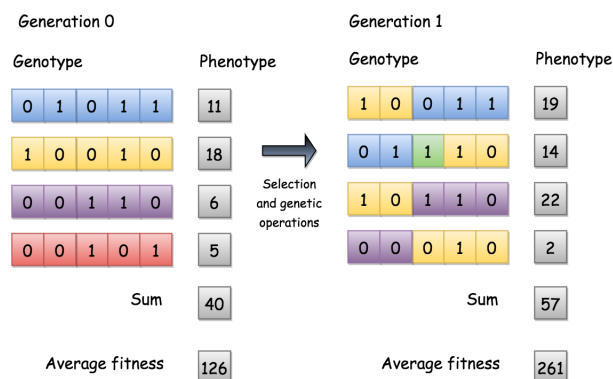 Generation 0
Generation 1
Genotype Phenotype
Genotype Phenotype
0 1 0 1 1 11
1 0 0 1 0 18
0 0 1 1 0 6
0 0 1 0 1 5
Sum 40
Average fitness 126
Selection
and genetic
operations
1 0 0 1 1 19
0 1 1 1 0 14
1 0 1 1 0 22
0 0 0 1 0 2
Sum 57
Average fitness 261